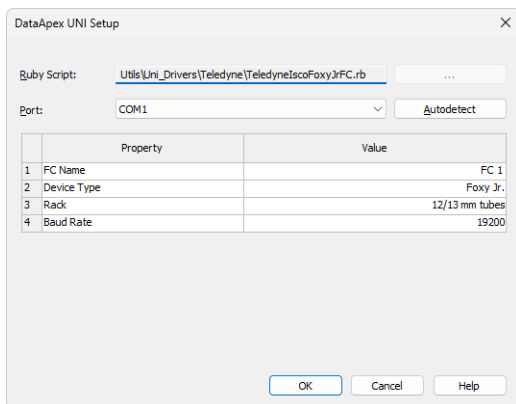 DataApex UNI Setup
Ruby Script: Utils\Uni_Drivers\Teledyne\TeledyneIscoFoxyJrFC.rb ...
Port: COM1 Autodetect
Property Value
1 FC Name FC 1
2 Device Type Foxy Jr.
3 Rack 12/13 mm tubes
4 Baud Rate 19200
OK Cancel Help